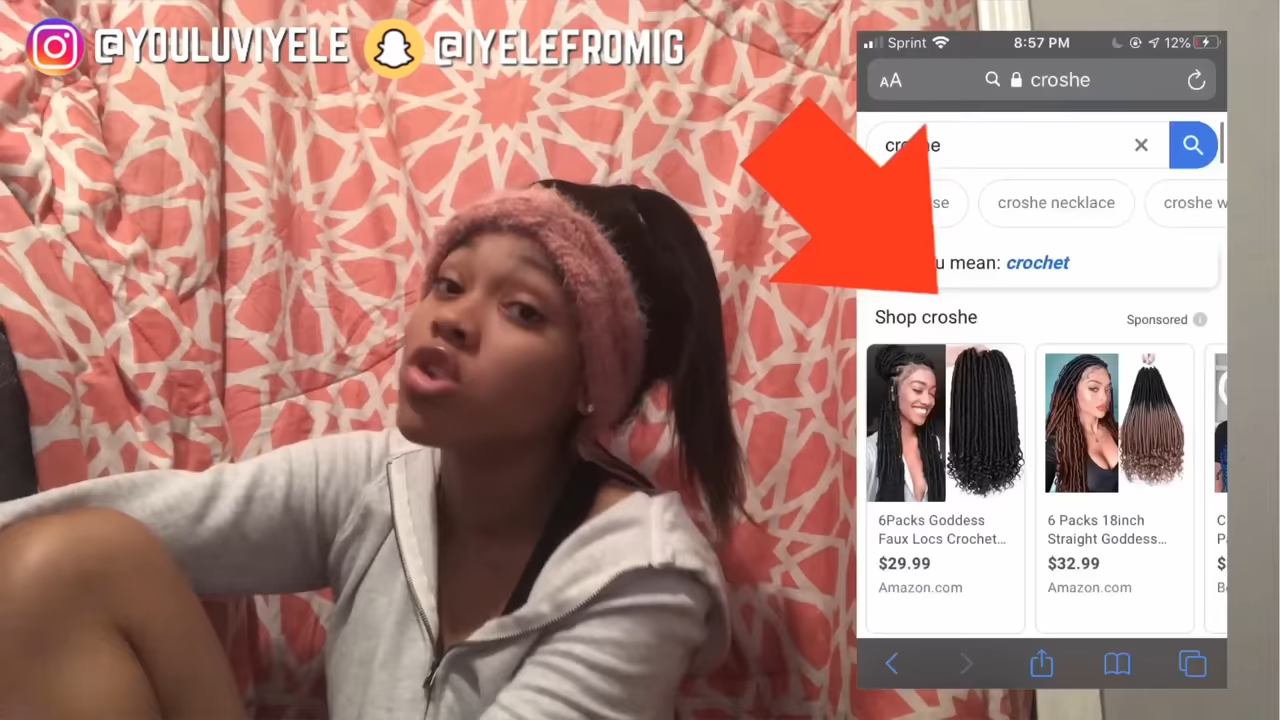 @YOULUVIYELE @IYELEFROMIG
Sprint 8:57 PM 12%
AA croshe
croshe
croshe necklace croshe w
u mean: crochet
Shop croshe Sponsored
6Packs Goddess
Faux Locs Crochet...
$29.99
Amazon.com
6 Packs 18inch
Straight Goddess...
$32.99
Amazon.com